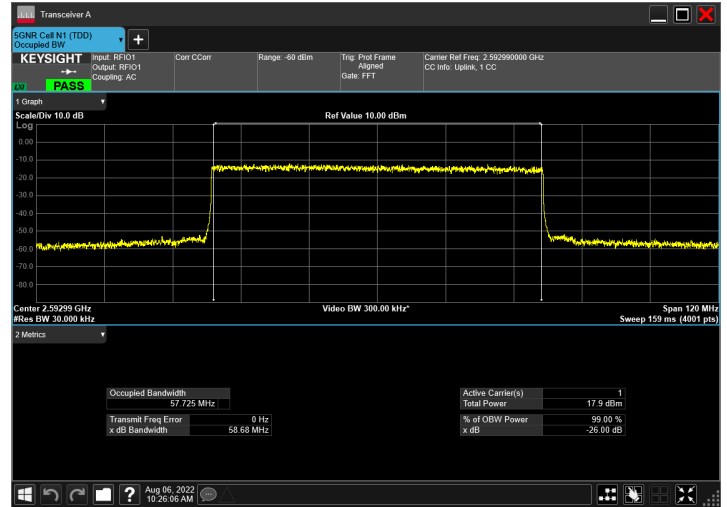 Transceiver A
5GNR Cell N1 (TDD)
Occupied BW
KEYSIGHT
Input: RFIO1
Output: RFIO1
Coupling: AC
Corr CCorr
Range: -60 dBm
Trig: Prot Frame
Aligned
Gate: FFT
Carrier Ref Freq: 2.592990000 GHz
CC Info: Uplink, 1 CC
LXI
PASS
1 Graph
Scale/Div 10.0 dB
Ref Value 10.00 dBm
Log
0.00
-10.0
-20.0
-30.0
-40.0
-50.0
-60.0
-70.0
-80.0
Center 2.59299 GHz
Video BW 300.00 kHz*
Span 120 MHz
#Res BW 30.000 kHz
Sweep 159 ms (4001 pts)
2 Metrics
Occupied Bandwidth
57.725 MHz
Transmit Freq Error 0 Hz
x dB Bandwidth 58.68 MHz
Active Carrier(s) 1
Total Power 17.9 dBm
% of OBW Power 99.00 %
x dB -26.00 dB
?
Aug 06, 2022
10:26:06 AM